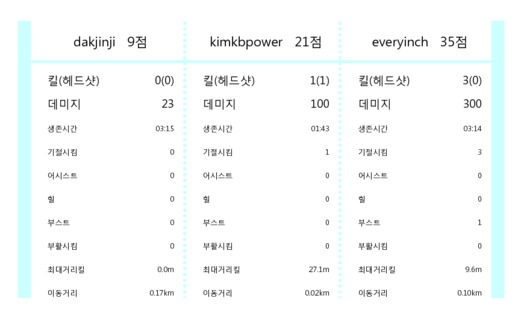 dakjinji 9점 kimkbpower 21점 everyinch 35점
킬(헤드샷) 0(0) 킬(헤드샷) 1(1) 킬(헤드샷) 3(0)
데미지 23 데미지 100 데미지 300
생존시간 03:15 생존시간 01:43 생존시간 03:14
기절시킴 0 기절시킴 1 기절시킴 3
어시스트 0 어시스트 0 어시스트 0
힐 0 힐 0 힐 0
부스트 0 부스트 0 부스트 1
부활시킴 0 부활시킴 0 부활시킴 0
최대거리킬 0.0m 최대거리킬 27.1m 최대거리킬 9.6m
이동거리 0.17km 이동거리 0.02km 이동거리 0.10km